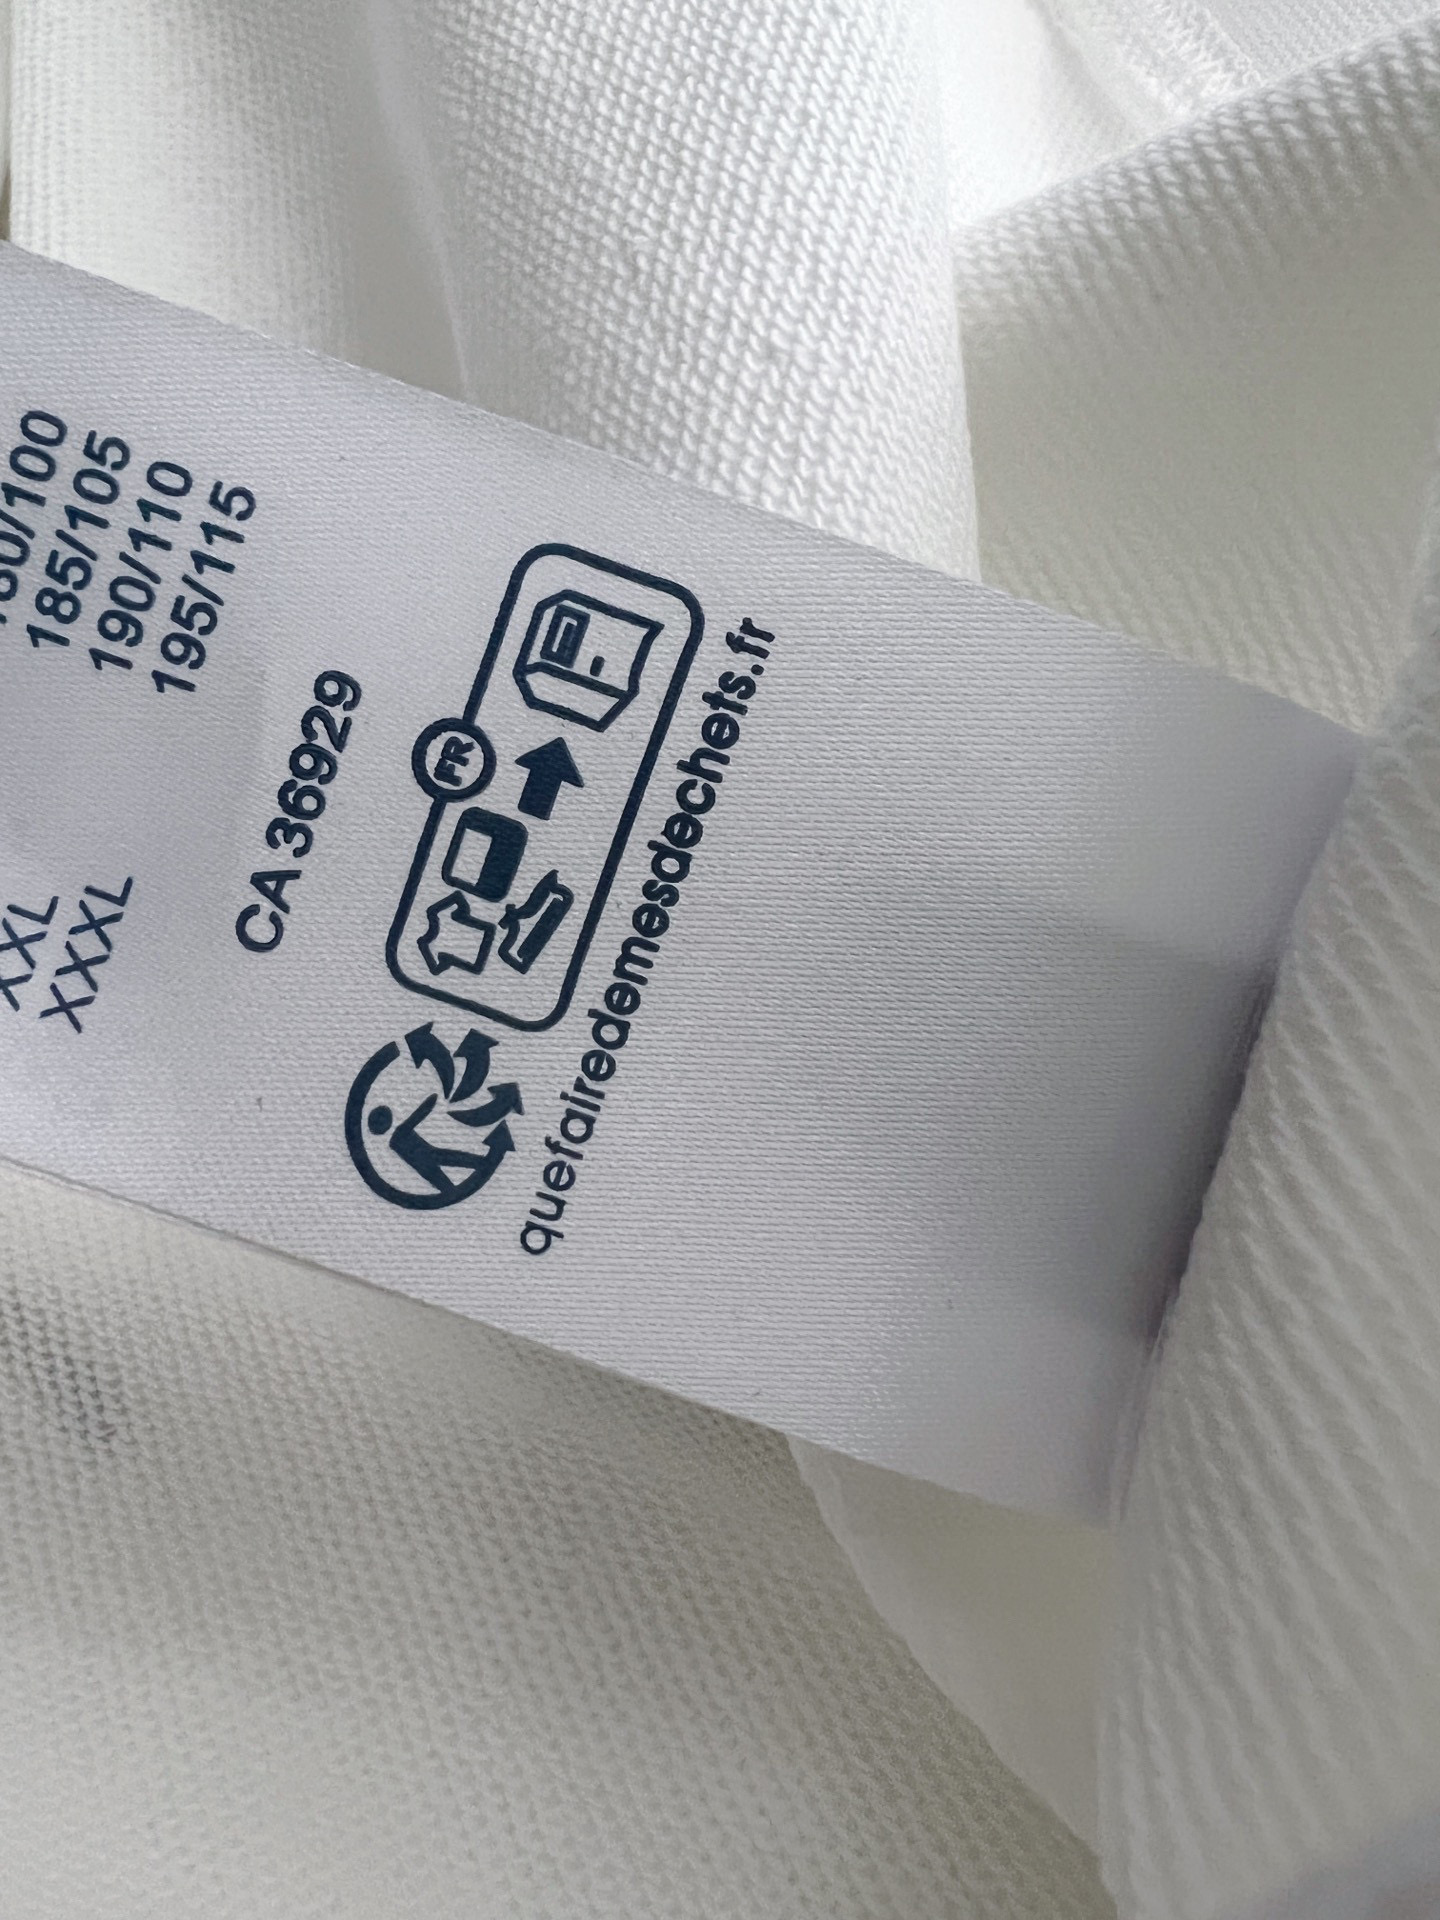 185/105
XXL 190/110
XXXL 195/115
CA 36929
FR
quefairedemesdechets.fr